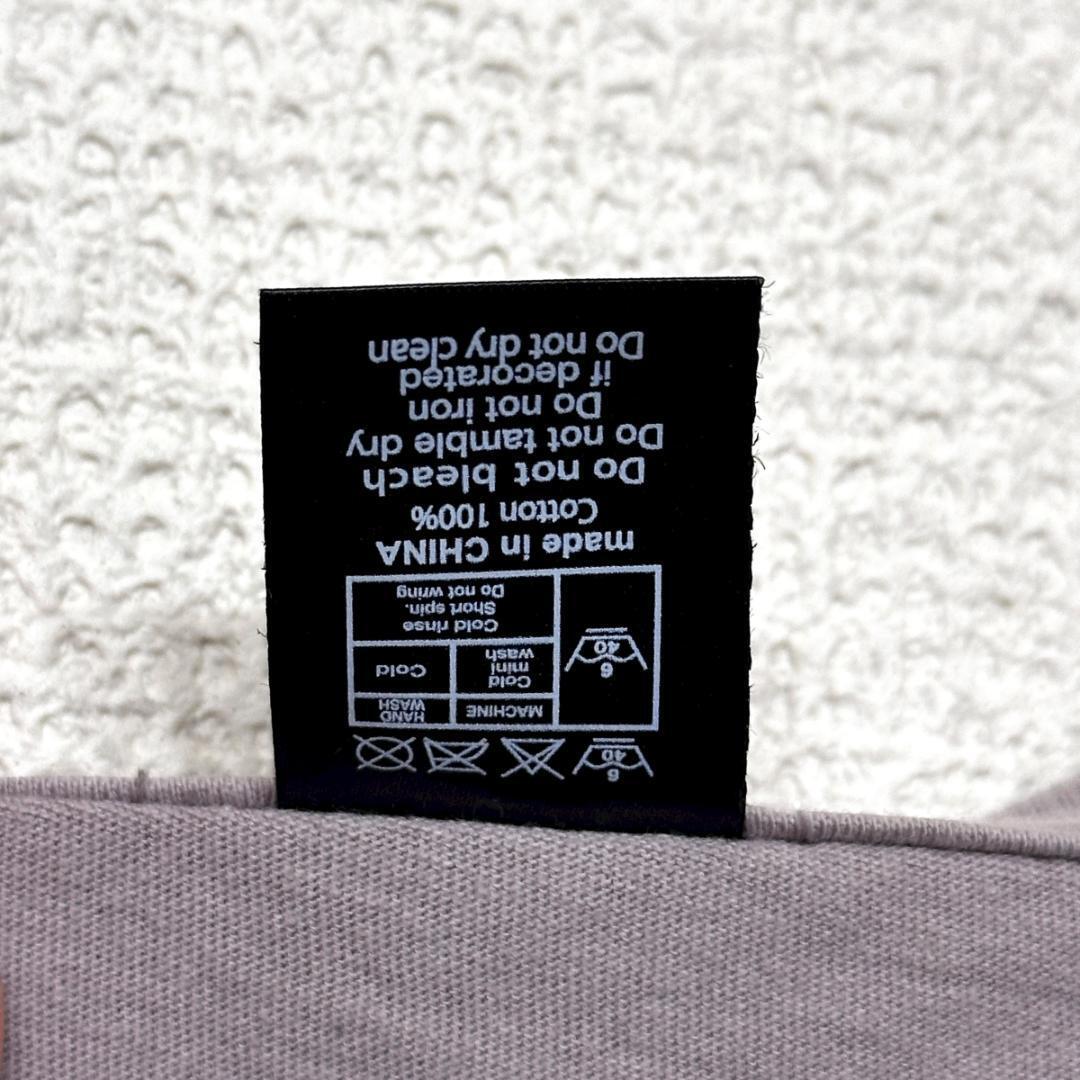 6
40
6
40
MACHINE
HAND
WASH
Cold
mini
wash
Cold
Cold rinse
Short spin.
Do not wring
made in CHINA
Cotton 100%
Do not bleach
Do not tamble dry
Do not iron
if decorated
Do not dry clean